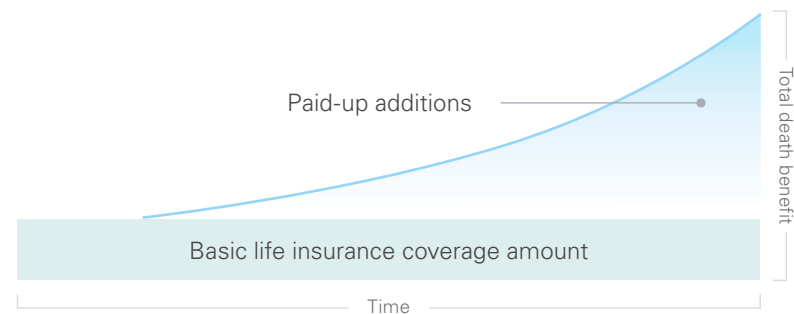 Paid-up additions
Total death benefit
Basic life insurance coverage amount
Time